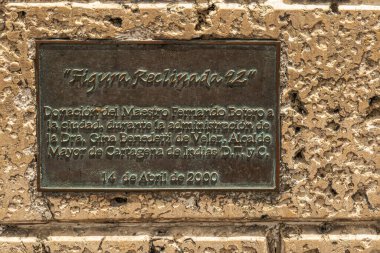 "Figura Reclinada 92"
Donación del Maestro Fernando Botero a
la ciudad, durante la administración de
la Dra. Gina Benedetti de Vélez, Alcalde
Mayor de Cartagena de Indias D.T. y C.
14 de Abril de 2000